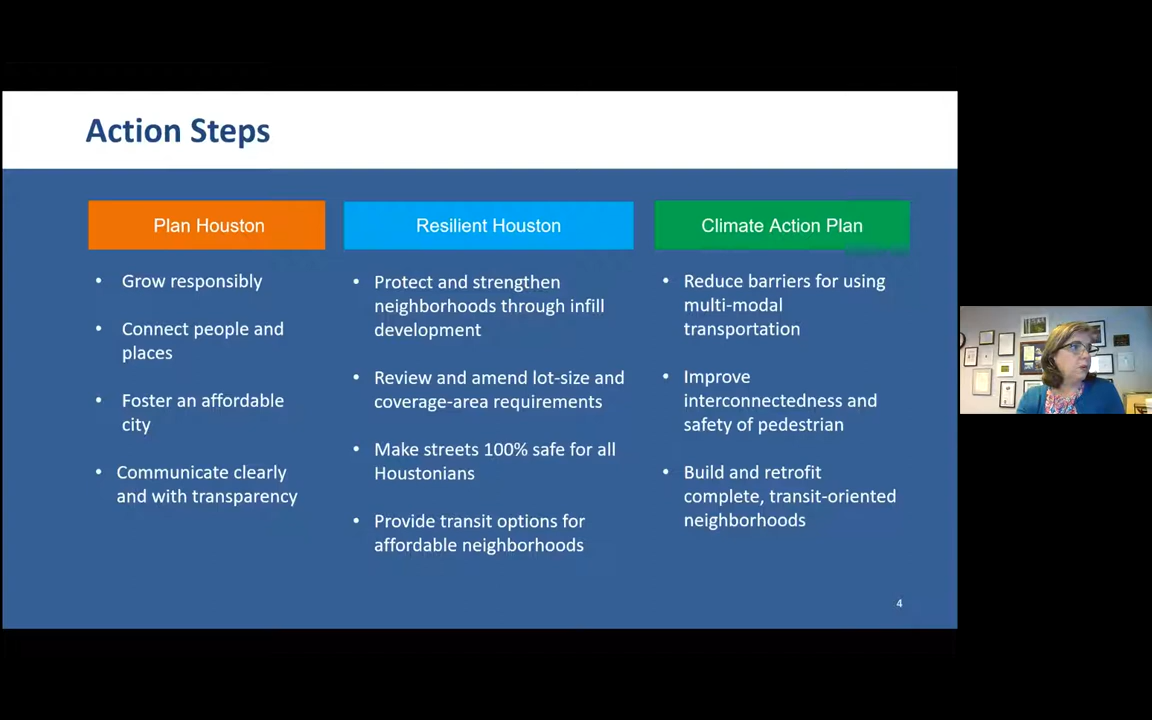 Action Steps
Plan Houston
• Grow responsibly
• Connect people and
places
• Foster an affordable
city
• Communicate clearly
and with transparency
Resilient Houston
• Protect and strengthen
neighborhoods through infill
development
• Review and amend lot-size and
coverage-area requirements
• Make streets 100% safe for all
Houstonians
• Provide transit options for
affordable neighborhoods
Climate Action Plan
• Reduce barriers for using
multi-modal
transportation
• Improve
interconnectedness and
safety of pedestrian
• Build and retrofit
complete, transit-oriented
neighborhoods
4